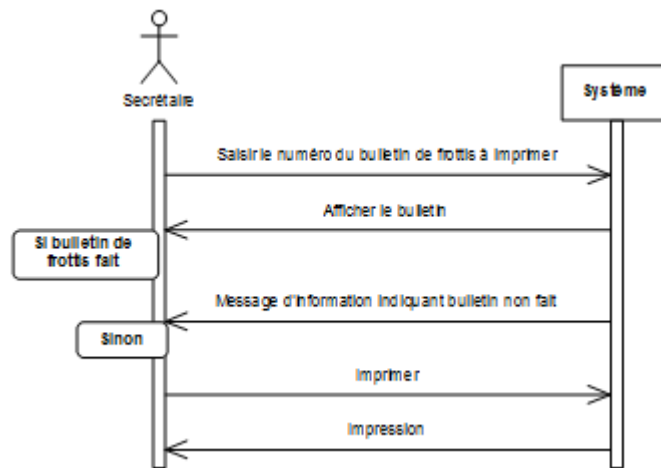 Secrétaire
Système
Saisir le numéro du bulletin de frottis à imprimer
Afficher le bulletin
Si bulletin de
frottis fait
Message d'information indiquant bulletin non fait
Sinon
Imprimer
Impression